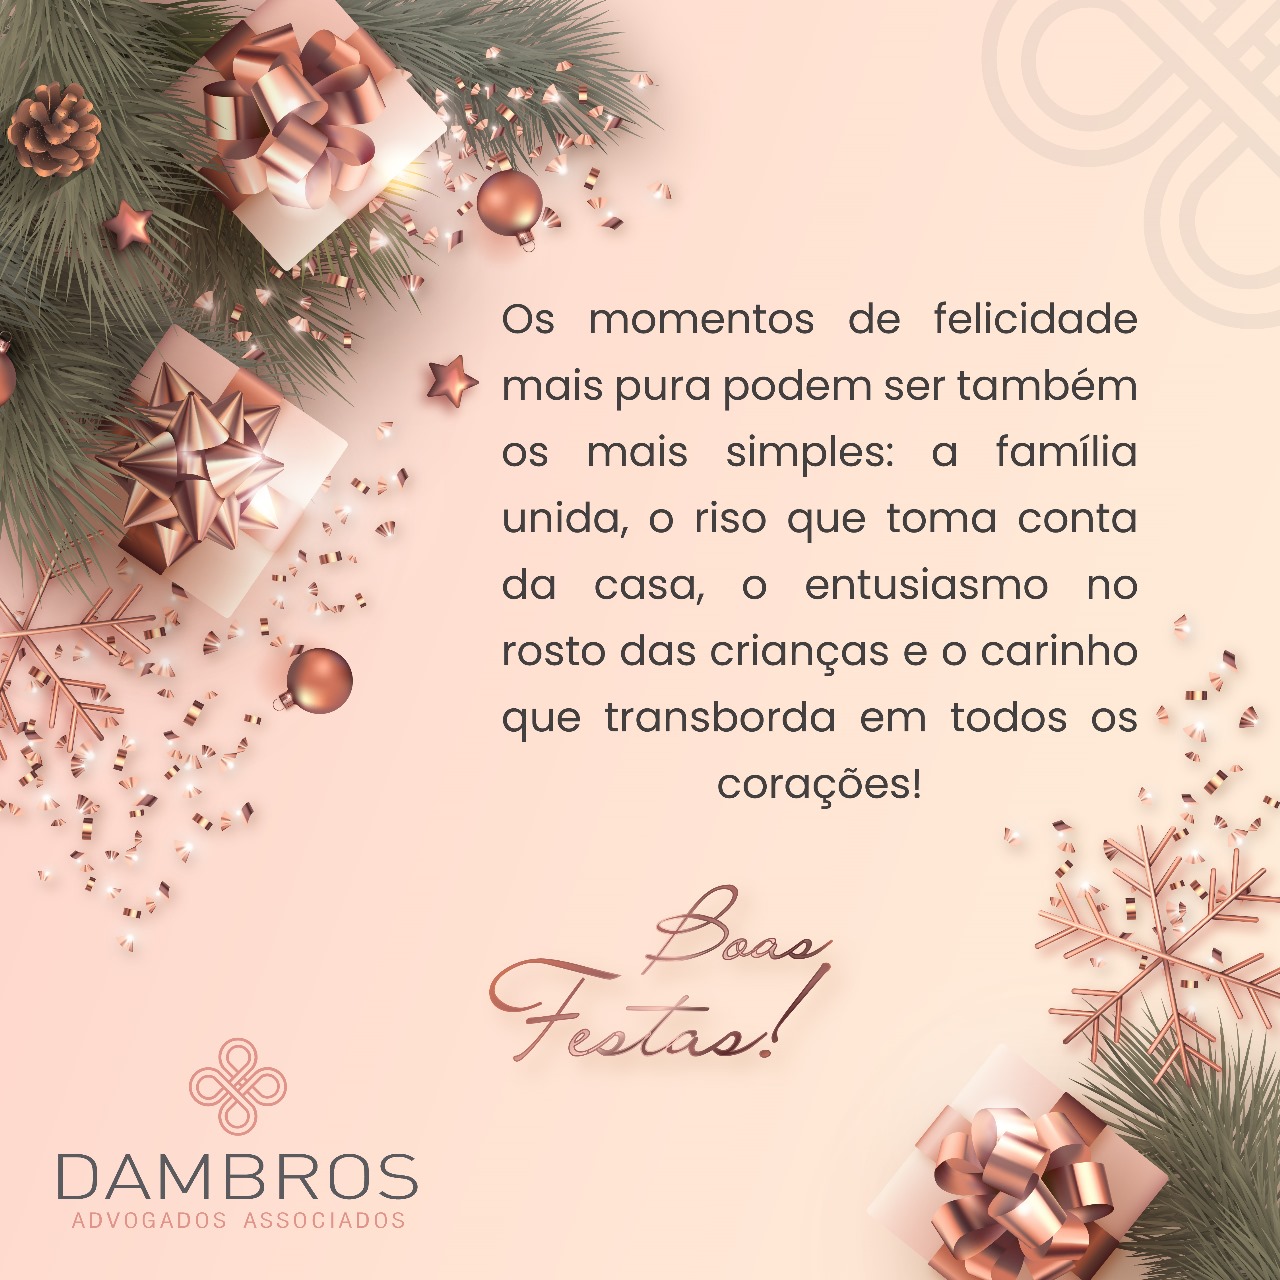 Os momentos de felicidade
mais pura podem ser também
os mais simples: a família
unida, o riso que toma conta
da casa, o entusiasmo no
rosto das crianças e o carinho
que transborda em todos os
corações!
Boas
Festas!
DAMBROS
ADVOGADOS ASSOCIADOS